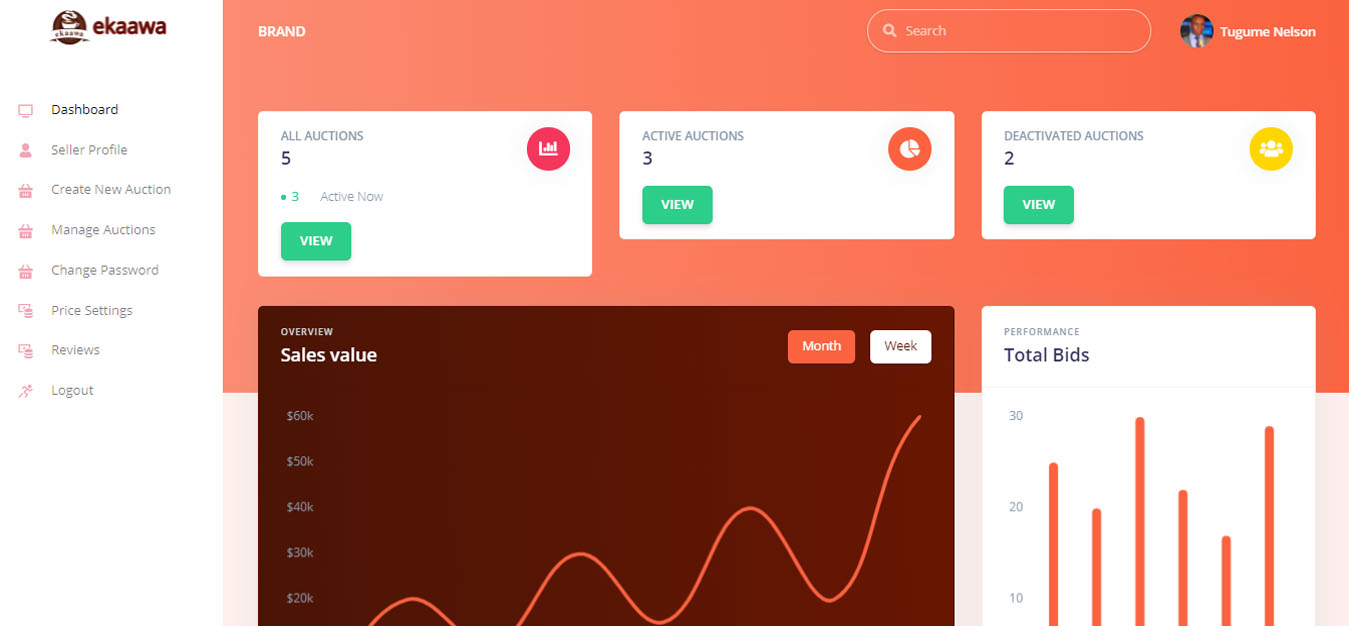 ekaawa
ekaawa
BRAND
Search
Tugume Nelson
Dashboard
Seller Profile
Create New Auction
Manage Auctions
Change Password
Price Settings
Reviews
Logout
ALL AUCTIONS
5
3 Active Now
VIEW
ACTIVE AUCTIONS
3
VIEW
DEACTIVATED AUCTIONS
2
VIEW
OVERVIEW
Sales value
Month
Week
$60k
$50k
$40k
$30k
$20k
PERFORMANCE
Total Bids
30
20
10